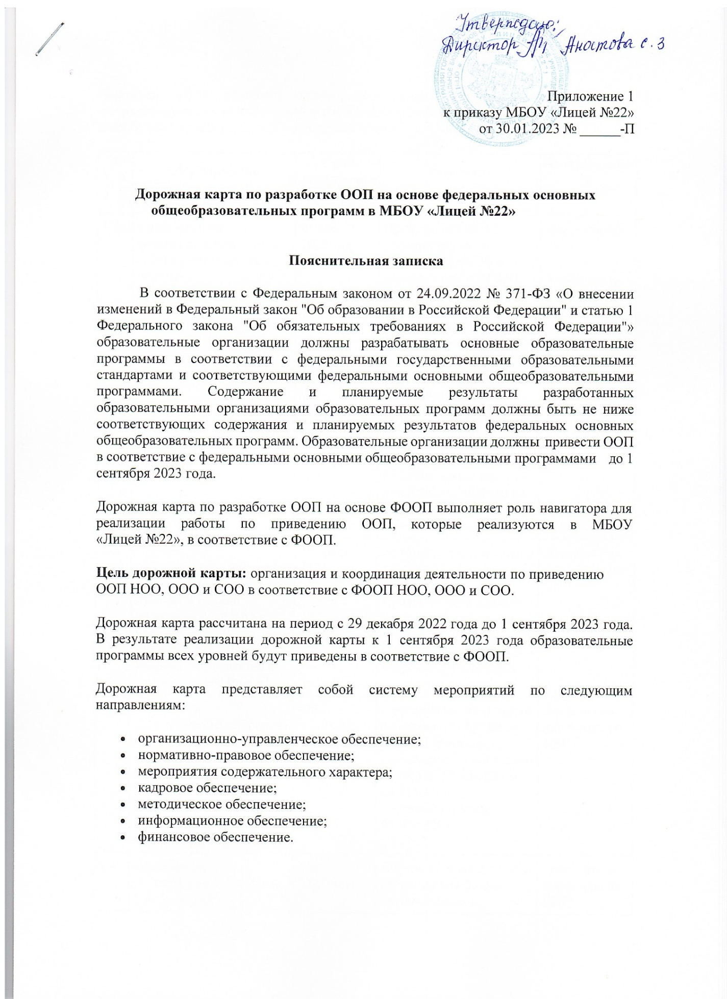 Утверждаю:
Директор Аностова С. З
Приложение 1
к приказу МБОУ «Лицей №22»
от 30.01.2023 № ______-П
Дорожная карта по разработке ООП на основе федеральных основных
общеобразовательных программ в МБОУ «Лицей №22»
Пояснительная записка
В соответствии с Федеральным законом от 24.09.2022 № 371-ФЗ «О внесении
изменений в Федеральный закон "Об образовании в Российской Федерации" и статью 1
Федерального закона "Об обязательных требованиях в Российской Федерации"»
образовательные организации должны разрабатывать основные образовательные
программы в соответствии с федеральными государственными образовательными
стандартами и соответствующими федеральными основными общеобразовательными
программами. Содержание и планируемые результаты разработанных
образовательными организациями образовательных программ должны быть не ниже
соответствующих содержания и планируемых результатов федеральных основных
общеобразовательных программ. Образовательные организации должны привести ООП
в соответствие с федеральными основными общеобразовательными программами до 1
сентября 2023 года.
Дорожная карта по разработке ООП на основе ФООП выполняет роль навигатора для
реализации работы по приведению ООП, которые реализуются в МБОУ
«Лицей №22», в соответствие с ФООП.
Цель дорожной карты: организация и координация деятельности по приведению
ООП НОО, ООО и СОО в соответствие с ФООП НОО, ООО и СОО.
Дорожная карта рассчитана на период с 29 декабря 2022 года до 1 сентября 2023 года.
В результате реализации дорожной карты к 1 сентября 2023 года образовательные
программы всех уровней будут приведены в соответствие с ФООП.
Дорожная карта представляет собой систему мероприятий по следующим
направлениям:
• организационно-управленческое обеспечение;
• нормативно-правовое обеспечение;
• мероприятия содержательного характера;
• кадровое обеспечение;
• методическое обеспечение;
• информационное обеспечение;
• финансовое обеспечение.